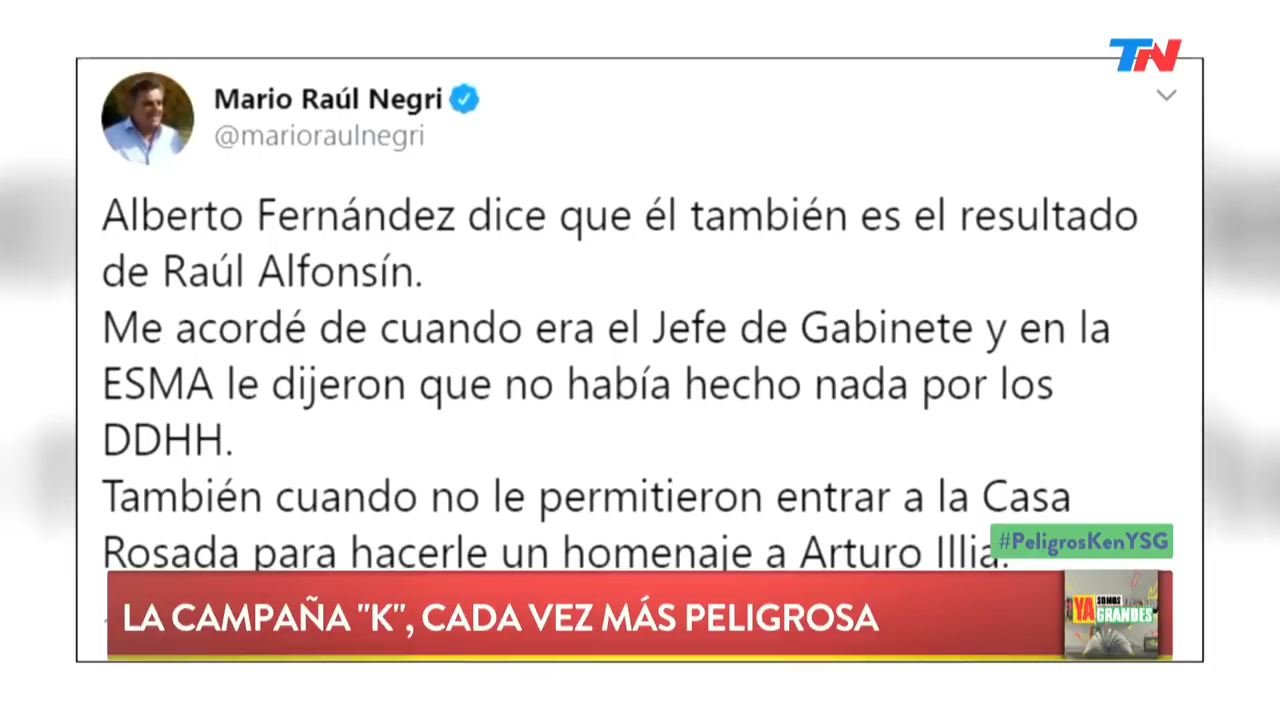 TN
Mario Raúl Negri
@marioraulnegri
Alberto Fernández dice que él también es el resultado
de Raúl Alfonsín.
Me acordé de cuando era el Jefe de Gabinete y en la
ESMA le dijeron que no había hecho nada por los
DDHH.
También cuando no le permitieron entrar a la Casa
Rosada para hacerle un homenaje a Arturo Illia.
#PeligrosKenYSG
LA CAMPAÑA "K", CADA VEZ MÁS PELIGROSA
YA SOMOS GRANDES